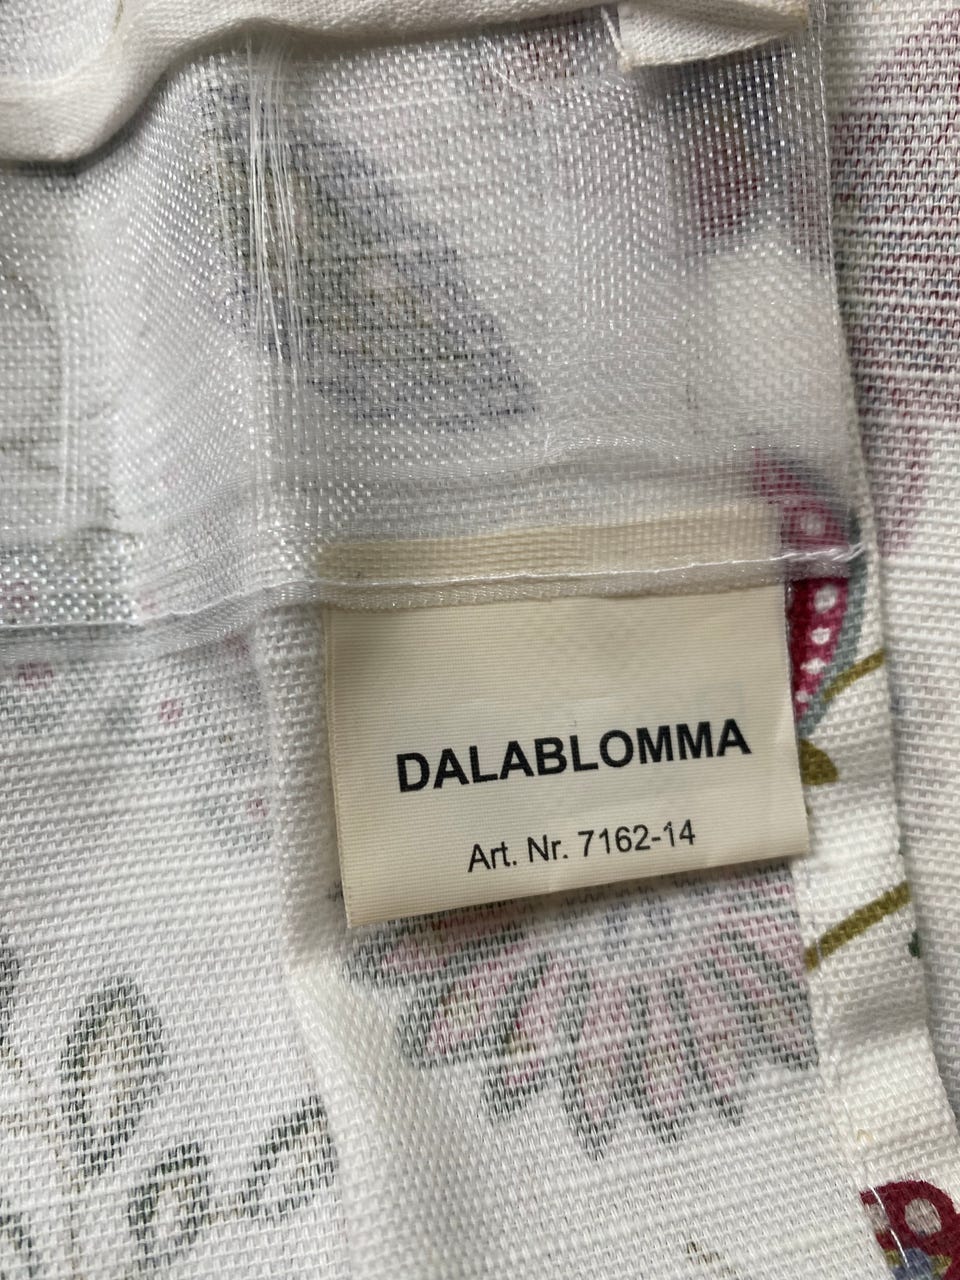 DALABLOMMA
Art. Nr. 7162-14